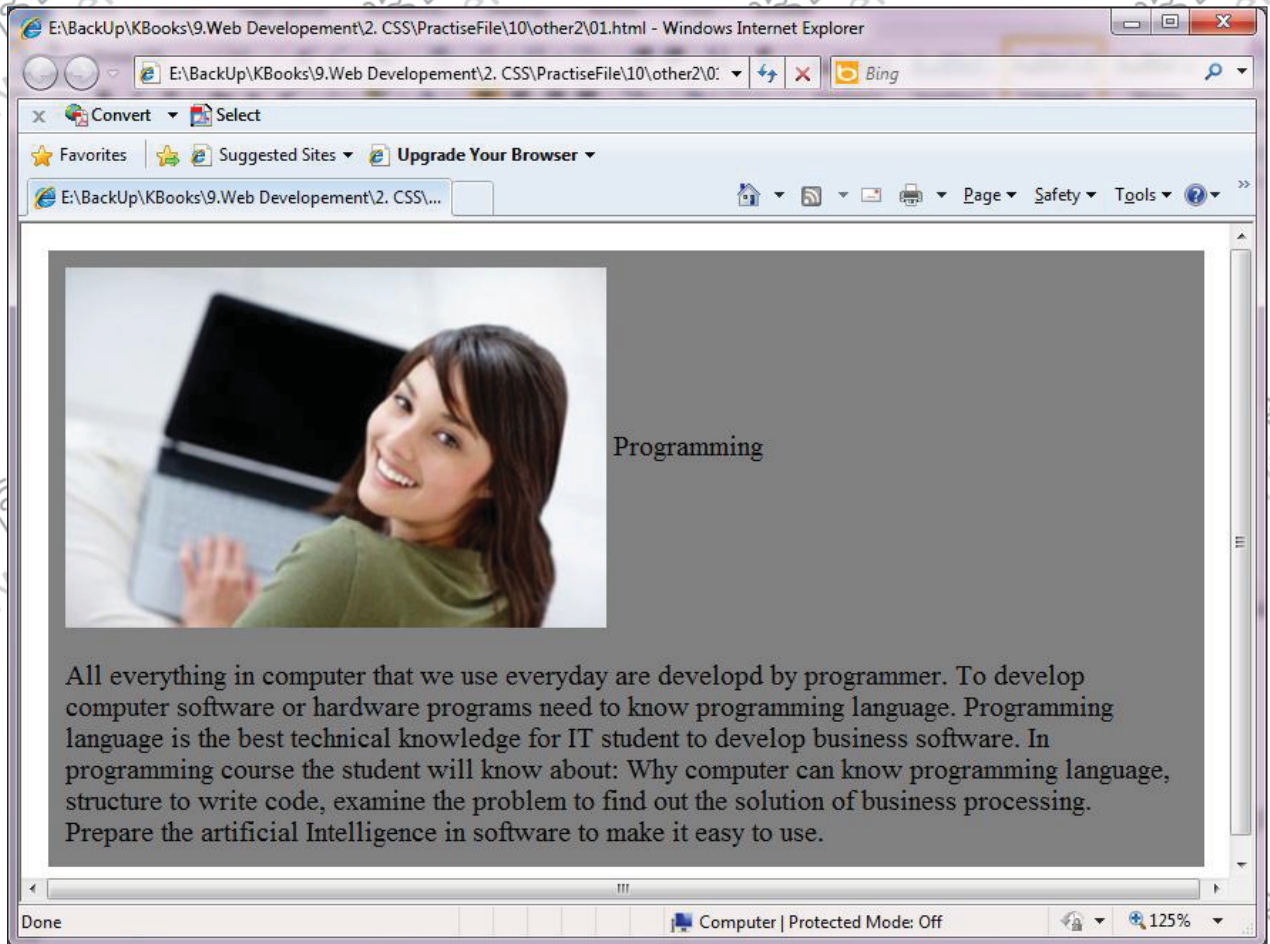 E:\BackUp\KBooks\9.Web Developement\2. CSS\PractiseFile\10\other2\01.html - Windows Internet Explorer
E:\BackUp\KBooks\9.Web Developement\2. CSS\PractiseFile\10\other2\0: Bing
x Convert Select
Favorites Suggested Sites Upgrade Your Browser
E:\BackUp\KBooks\9.Web Developement\2. CSS\... Page Safety Tools
Programming
All everything in computer that we use everyday are developd by programmer. To develop
computer software or hardware programs need to know programming language. Programming
language is the best technical knowledge for IT student to develop business software. In
programming course the student will know about: Why computer can know programming language,
structure to write code, examine the problem to find out the solution of business processing.
Prepare the artificial Intelligence in software to make it easy to use.
Done Computer | Protected Mode: Off 125%